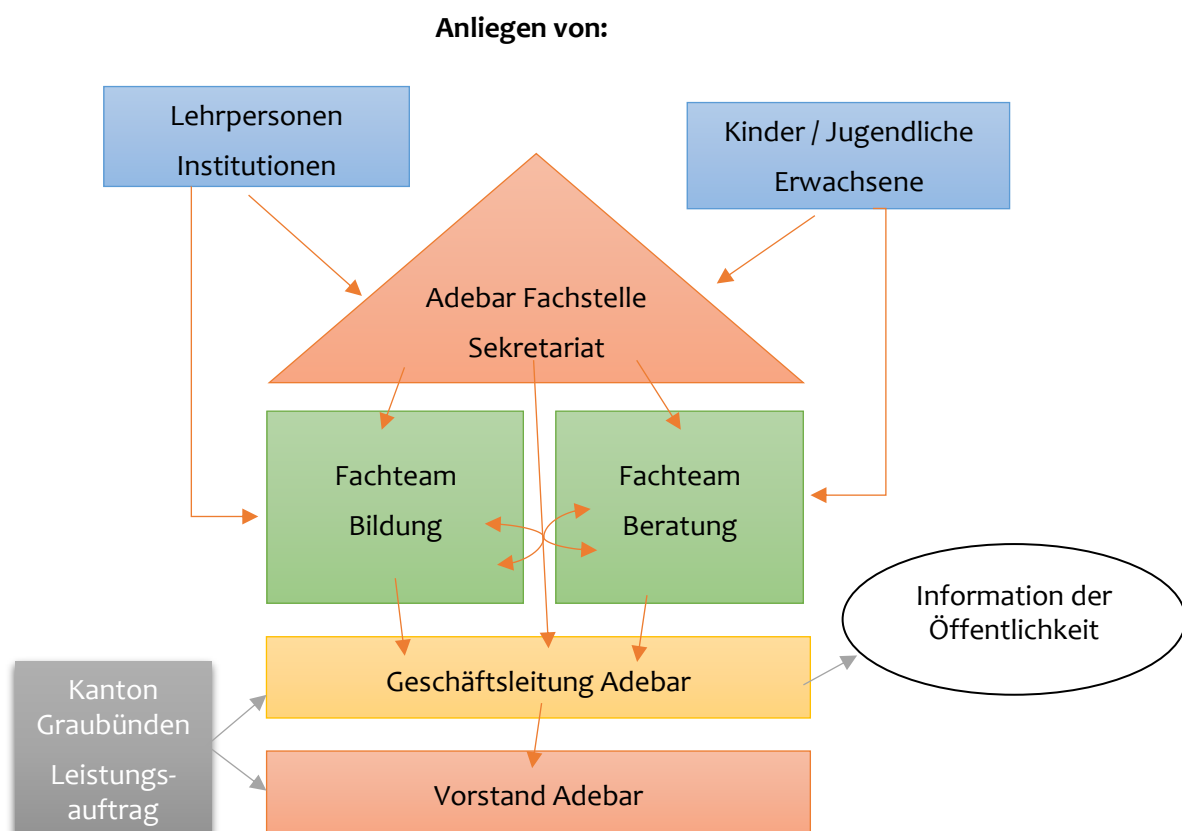 Anliegen von:
Lehrpersonen
Institutionen
Kinder / Jugendliche
Erwachsene
Adebar Fachstelle
Sekretariat
Fachteam
Bildung
Fachteam
Beratung
Information der
Öffentlichkeit
Geschäftsleitung Adebar
Kanton
Graubünden
Leistungs-
auftrag
Vorstand Adebar